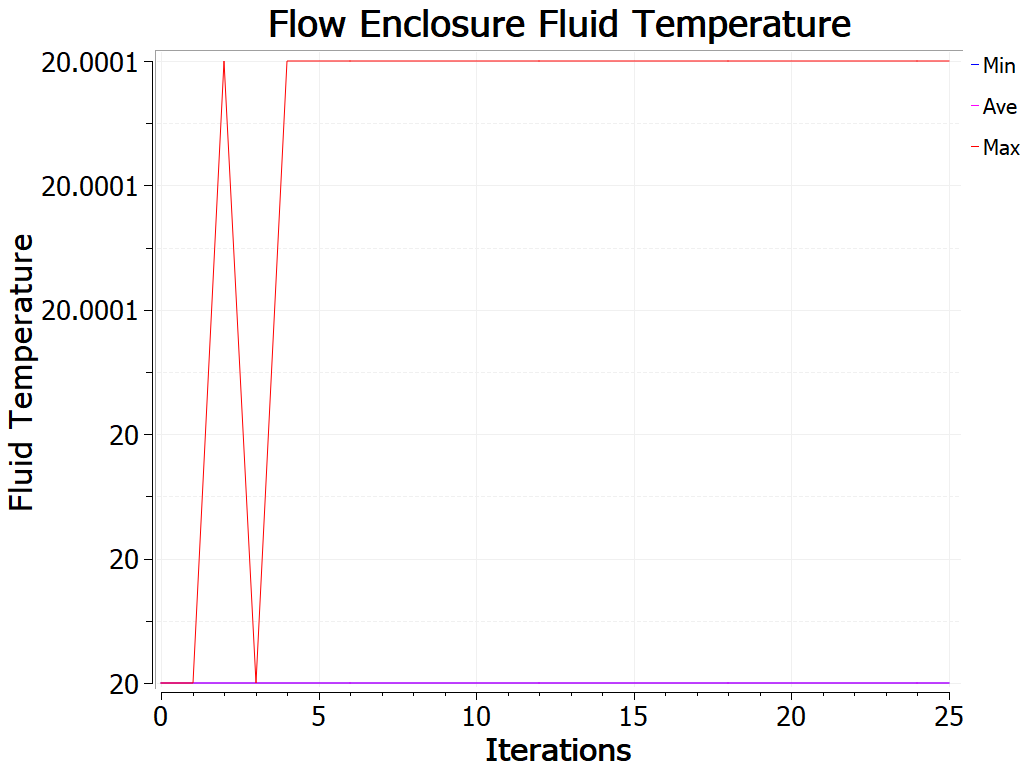 Flow Enclosure Fluid Temperature
20.0001
20.0001
20.0001
20
20
20
Fluid Temperature
0 5 10 15 20 25
Iterations
Min
Ave
Max